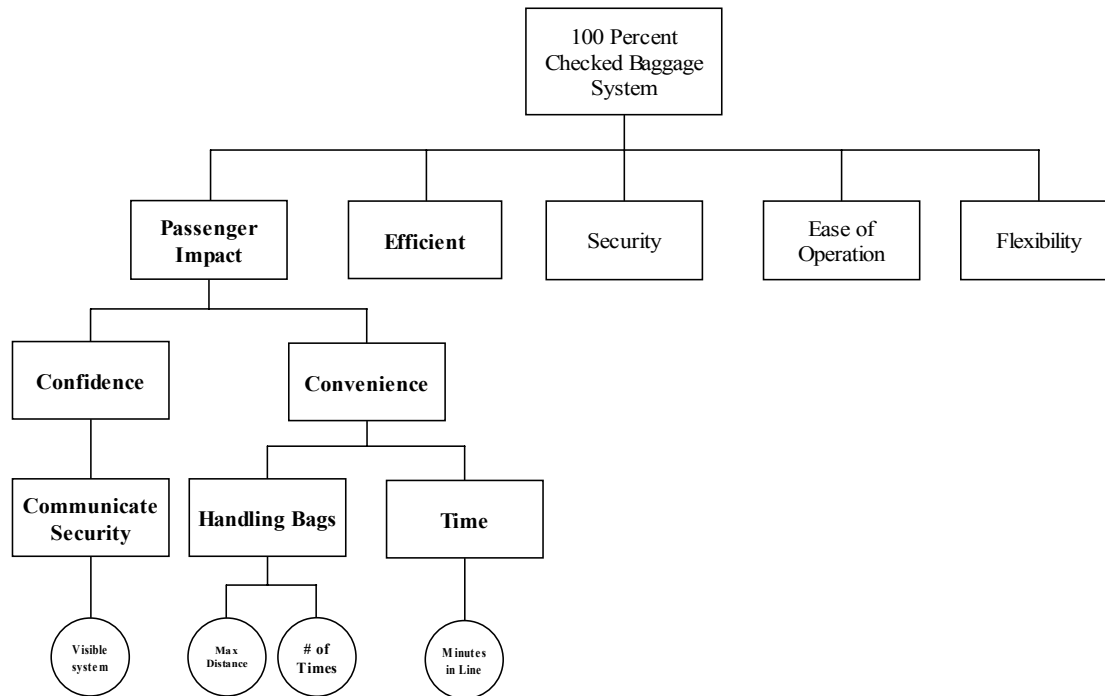 100 Percent
Checked Baggage
System
Passenger
Impact
Efficient
Security
Ease of
Operation
Flexibility
Confidence
Convenience
Communicate
Security
Handling Bags
Time
Visible
system
Max
Distance
# of
Times
Minutes
in Line